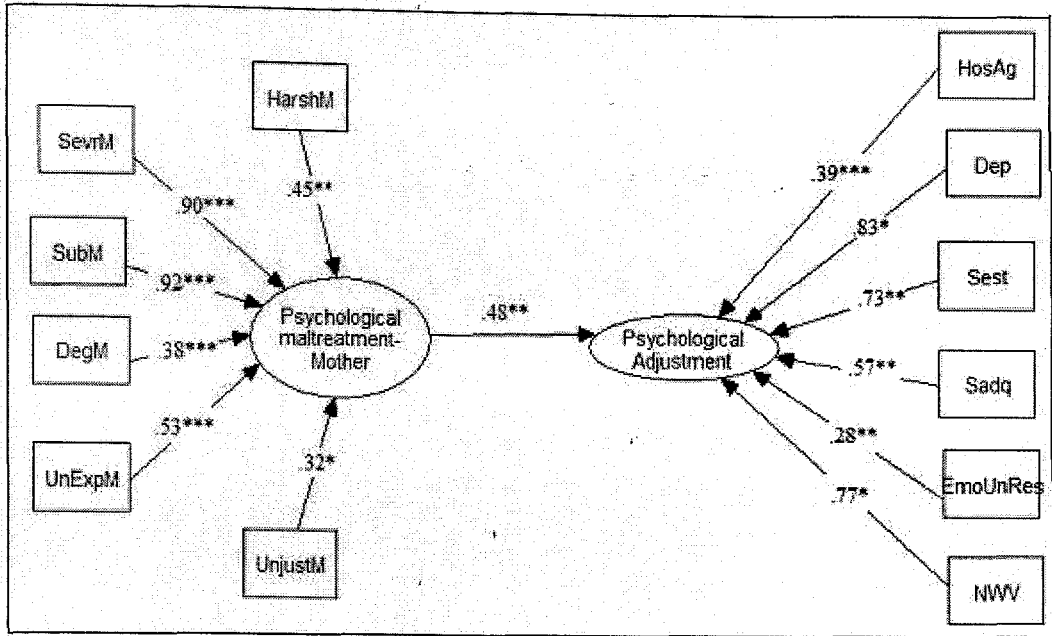 HarshM
SevrM
SubM
DegM
UnExpM
UnjustM
.45**
.90***
.92***
.38***
.53***
.32*
Psychological
maltreatment-
Mother
.48**
Psychological
Adjustment
HosAg
Dep
Sest
Sadq
EmoUnRes
NWV
.39***
.83*
.73**
.57**
.28**
.77*